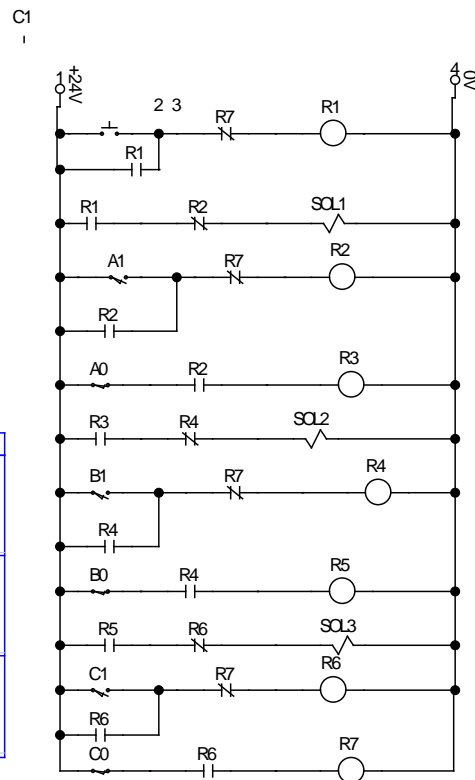 C1
1 +24V 4 0V
2 3 R7 R1
R1
R1 R2 SOL1
A1 R7 R2
R2
A0 R2 R3
R3 R4 SOL2
B1 R7 R4
R4
B0 R4 R5
R5 R6 SOL3
C1 R7 R6
R6
C0 R6 R7